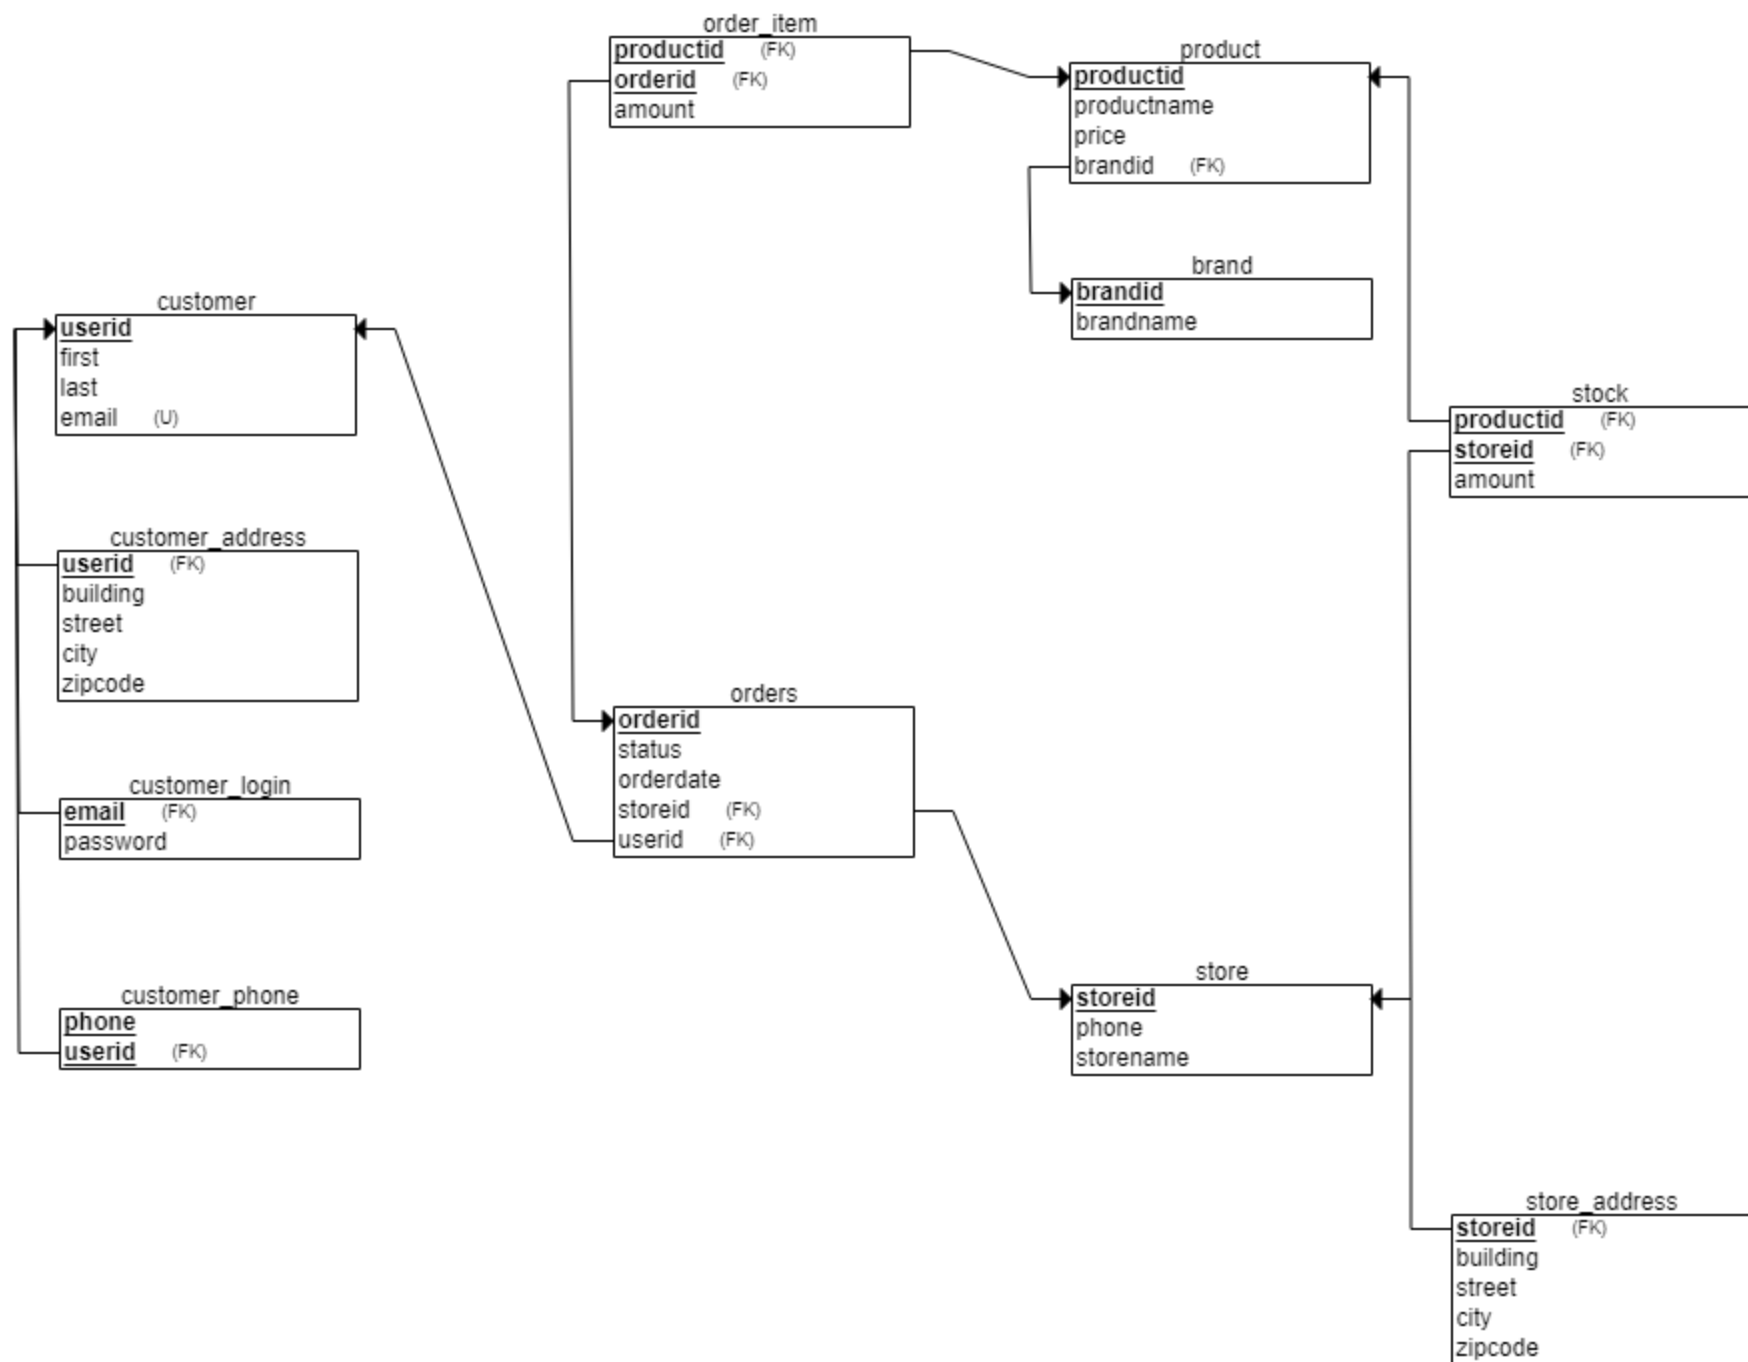 order_item
productid (FK)
orderid (FK)
amount
product
productid
productname
price
brandid (FK)
brand
brandid
brandname
customer
userid
first
last
email (U)
stock
productid (FK)
storeid (FK)
amount
customer_address
userid (FK)
building
street
city
zipcode
orders
orderid
status
orderdate
storeid (FK)
userid (FK)
customer_login
email (FK)
password
customer_phone
phone
userid (FK)
store
storeid
phone
storename
store_address
storeid (FK)
building
street
city
zipcode